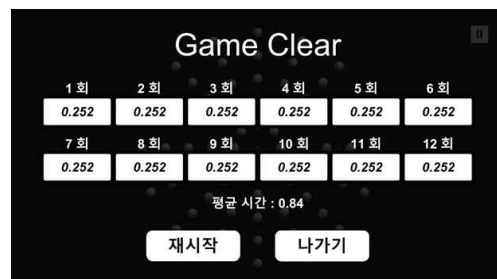 Game Clear
1 회 2 회 3 회 4 회 5 회 6 회
0.252 0.252 0.252 0.252 0.252 0.252
7 회 8 회 9 회 10 회 11 회 12 회
0.252 0.252 0.252 0.252 0.252 0.252
평균 시간 : 0.84
재시작 나가기